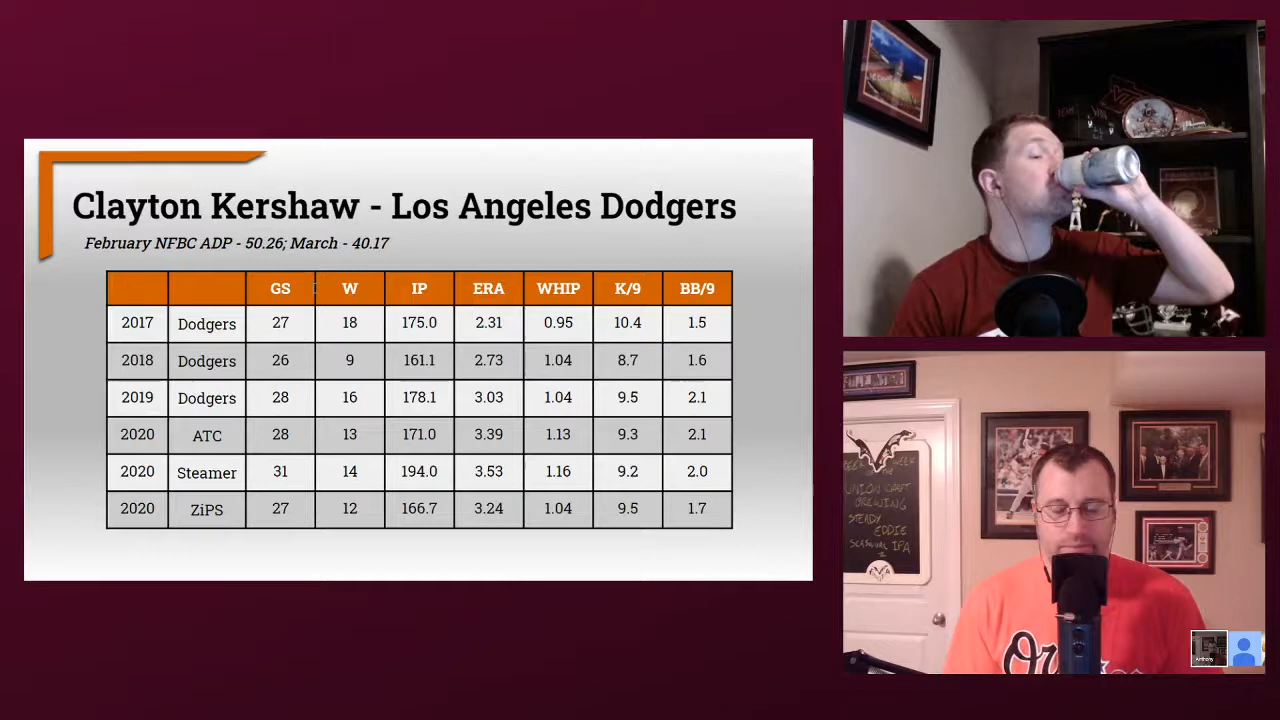 Clayton Kershaw - Los Angeles Dodgers
February NFBC ADP - 50.26; March - 40.17
GS W IP ERA WHIP K/9 BB/9
2017 Dodgers 27 18 175.0 2.31 0.95 10.4 1.5
2018 Dodgers 26 9 161.1 2.73 1.04 8.7 1.6
2019 Dodgers 28 16 178.1 3.03 1.04 9.5 2.1
2020 ATC 28 13 171.0 3.39 1.13 9.3 2.1
2020 Steamer 31 14 194.0 3.53 1.16 9.2 2.0
2020 ZiPS 27 12 166.7 3.24 1.04 9.5 1.7
UNION CRAFT
BREWING
STEADY
EDDIE
IPA
Or
Anthony